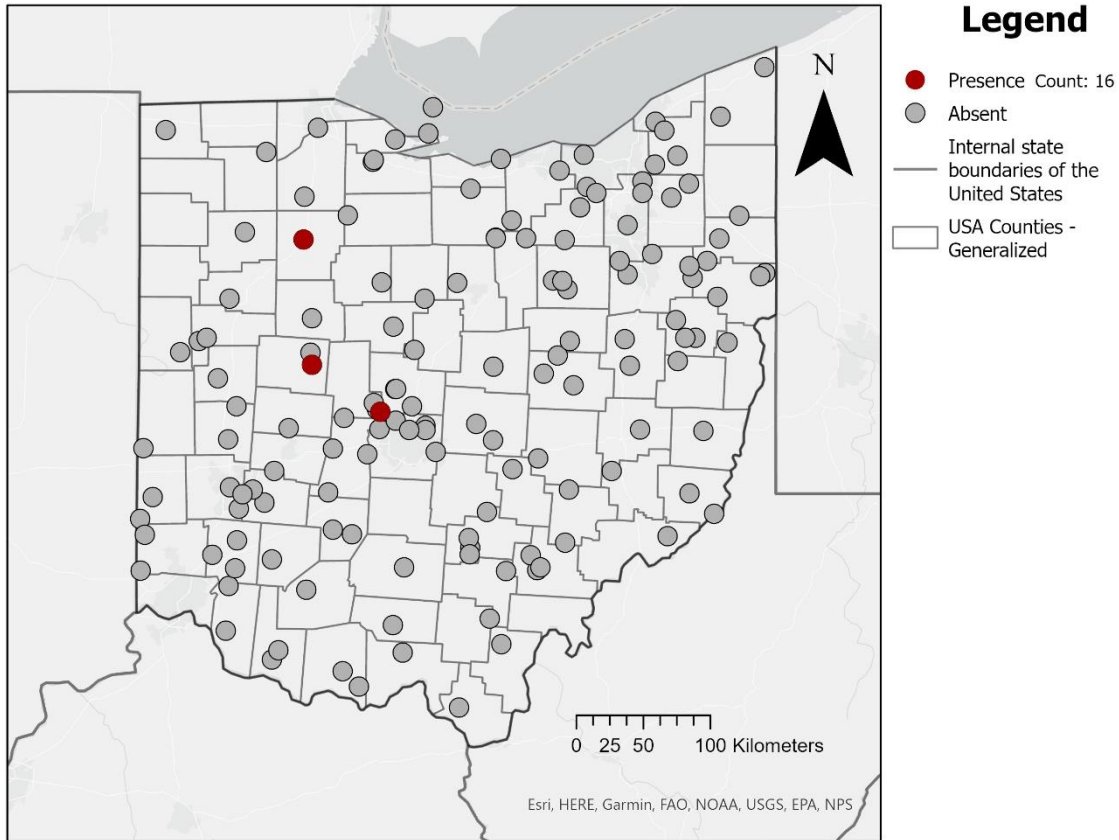 Legend
N
Presence Count: 16
Absent
Internal state
boundaries of the
United States
USA Counties -
Generalized
0 25 50 100 Kilometers
Esri, HERE, Garmin, FAO, NOAA, USGS, EPA, NPS